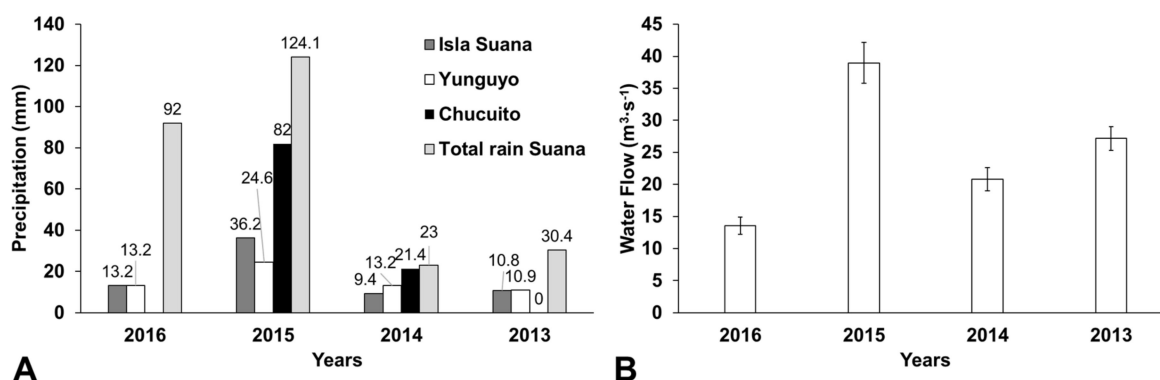 140
120
100
80
60
40
20
0
Precipitation (mm)
13.2
13.2
92
36.2
24.6
82
124.1
9.4
13.2
21.4
23
10.8
10.9
0
30.4
Isla Suana
Yunguyo
Chucuito
Total rain Suana
2016 2015 2014 2013
Years
A
45
40
35
30
25
20
15
10
5
0
Water Flow (m³·s⁻¹)
2016 2015 2014 2013
Years
B